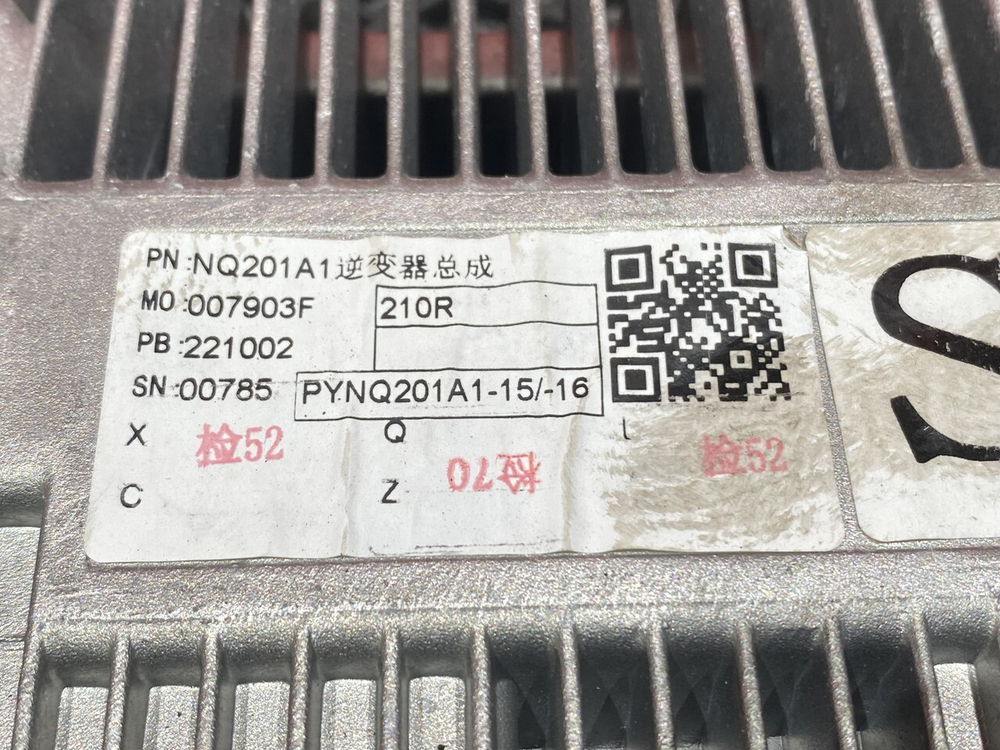 PN:NQ201A1逆变器总成
MO:007903F
210R
PB:221002
SN:00785
PYNQ201A1-15/-16
X
检52
Q
检70
L
检52
C
Z
S